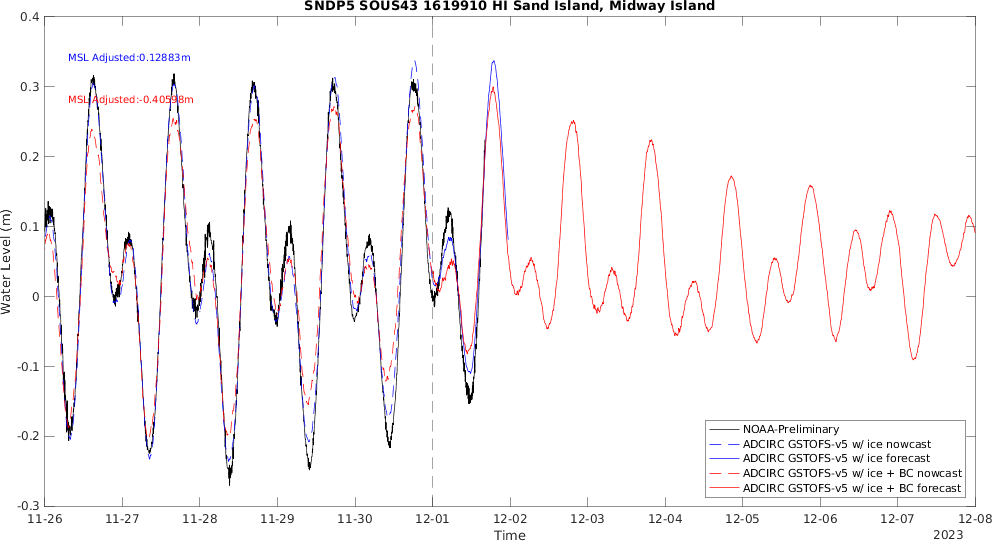 SNDP5 SOUS43 1619910 HI Sand Island, Midway Island
0.4
MSL Adjusted:0.12883m
0.3
MSL Adjusted:-0.40598m
0.2
0.1
Water Level (m)
0
-0.1
-0.2
NOAA-Preliminary
ADCIRC GSTOFS-v5 w/ ice nowcast
ADCIRC GSTOFS-v5 w/ ice forecast
ADCIRC GSTOFS-v5 w/ ice + BC nowcast
ADCIRC GSTOFS-v5 w/ ice + BC forecast
-0.3
11-26 11-27 11-28 11-29 11-30 12-01 12-02 12-03 12-04 12-05 12-06 12-07 12-08
Time
2023